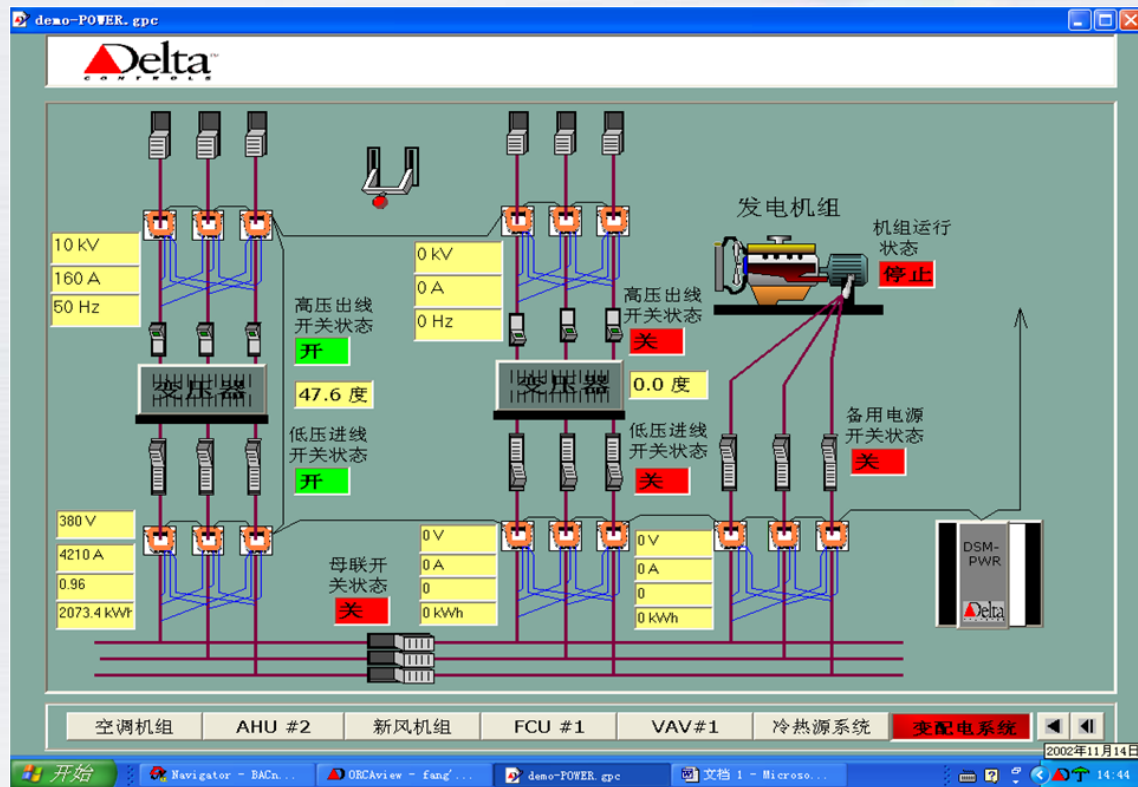 demo-POWER.gpc
Delta
CONTROLS
10 kV
160 A
50 Hz
高压出线
开关状态
开
变压器
47.6 度
低压进线
开关状态
开
380 V
4210 A
0.96
2073.4 kWh
母联开
关状态
关
0 kV
0 A
0 Hz
高压出线
开关状态
关
变压器
0.0 度
低压进线
开关状态
关
0 V
0 A
0
0 kWh
发电机组
机组运行
状态
停止
备用电源
开关状态
关
0 V
0 A
0
0 kWh
DSM-
PWR
Delta
空调机组
AHU #2
新风机组
FCU #1
VAV#1
冷热源系统
变配电系统
2002年11月14日
开始
Navigator - BACn...
ORCAview - fang'...
demo-POWER.gpc
文档 1 - Microso...
14:44